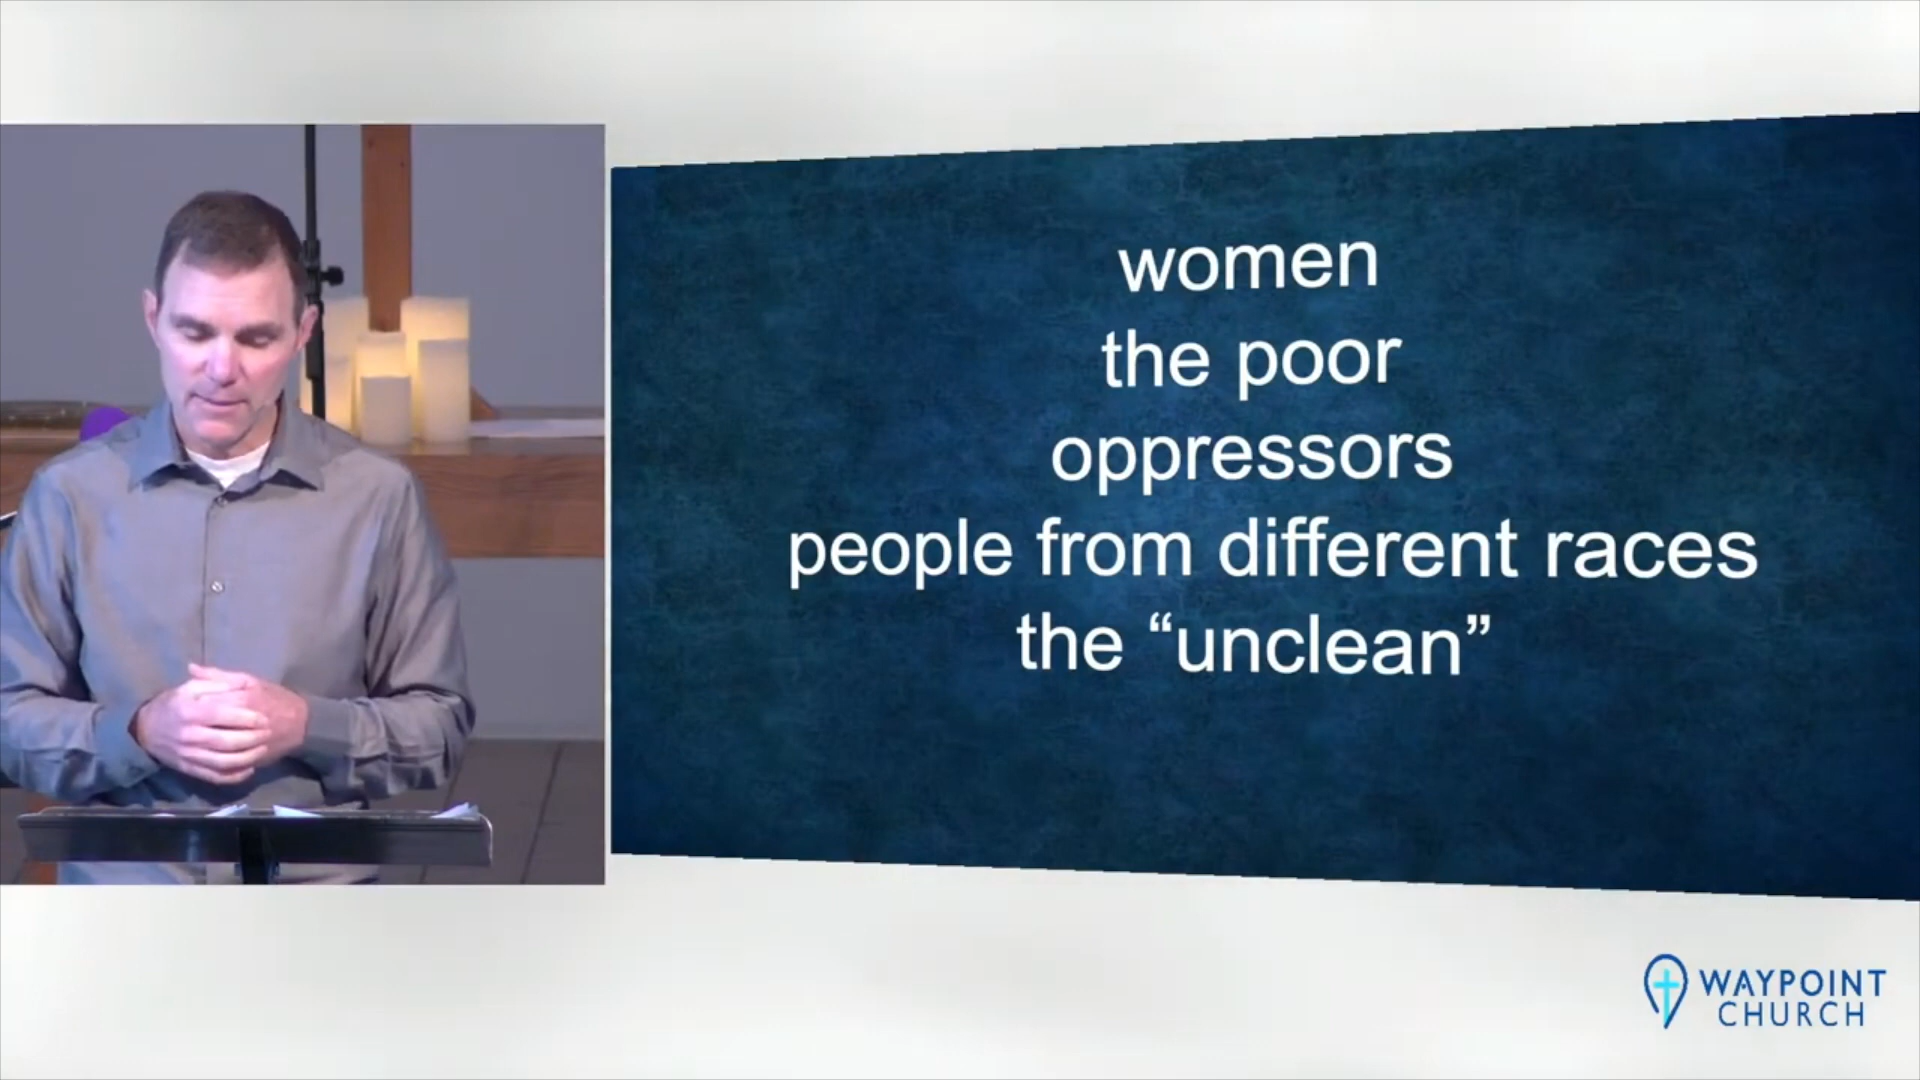 women
the poor
oppressors
people from different races
the “unclean”
WAYPOINT
CHURCH